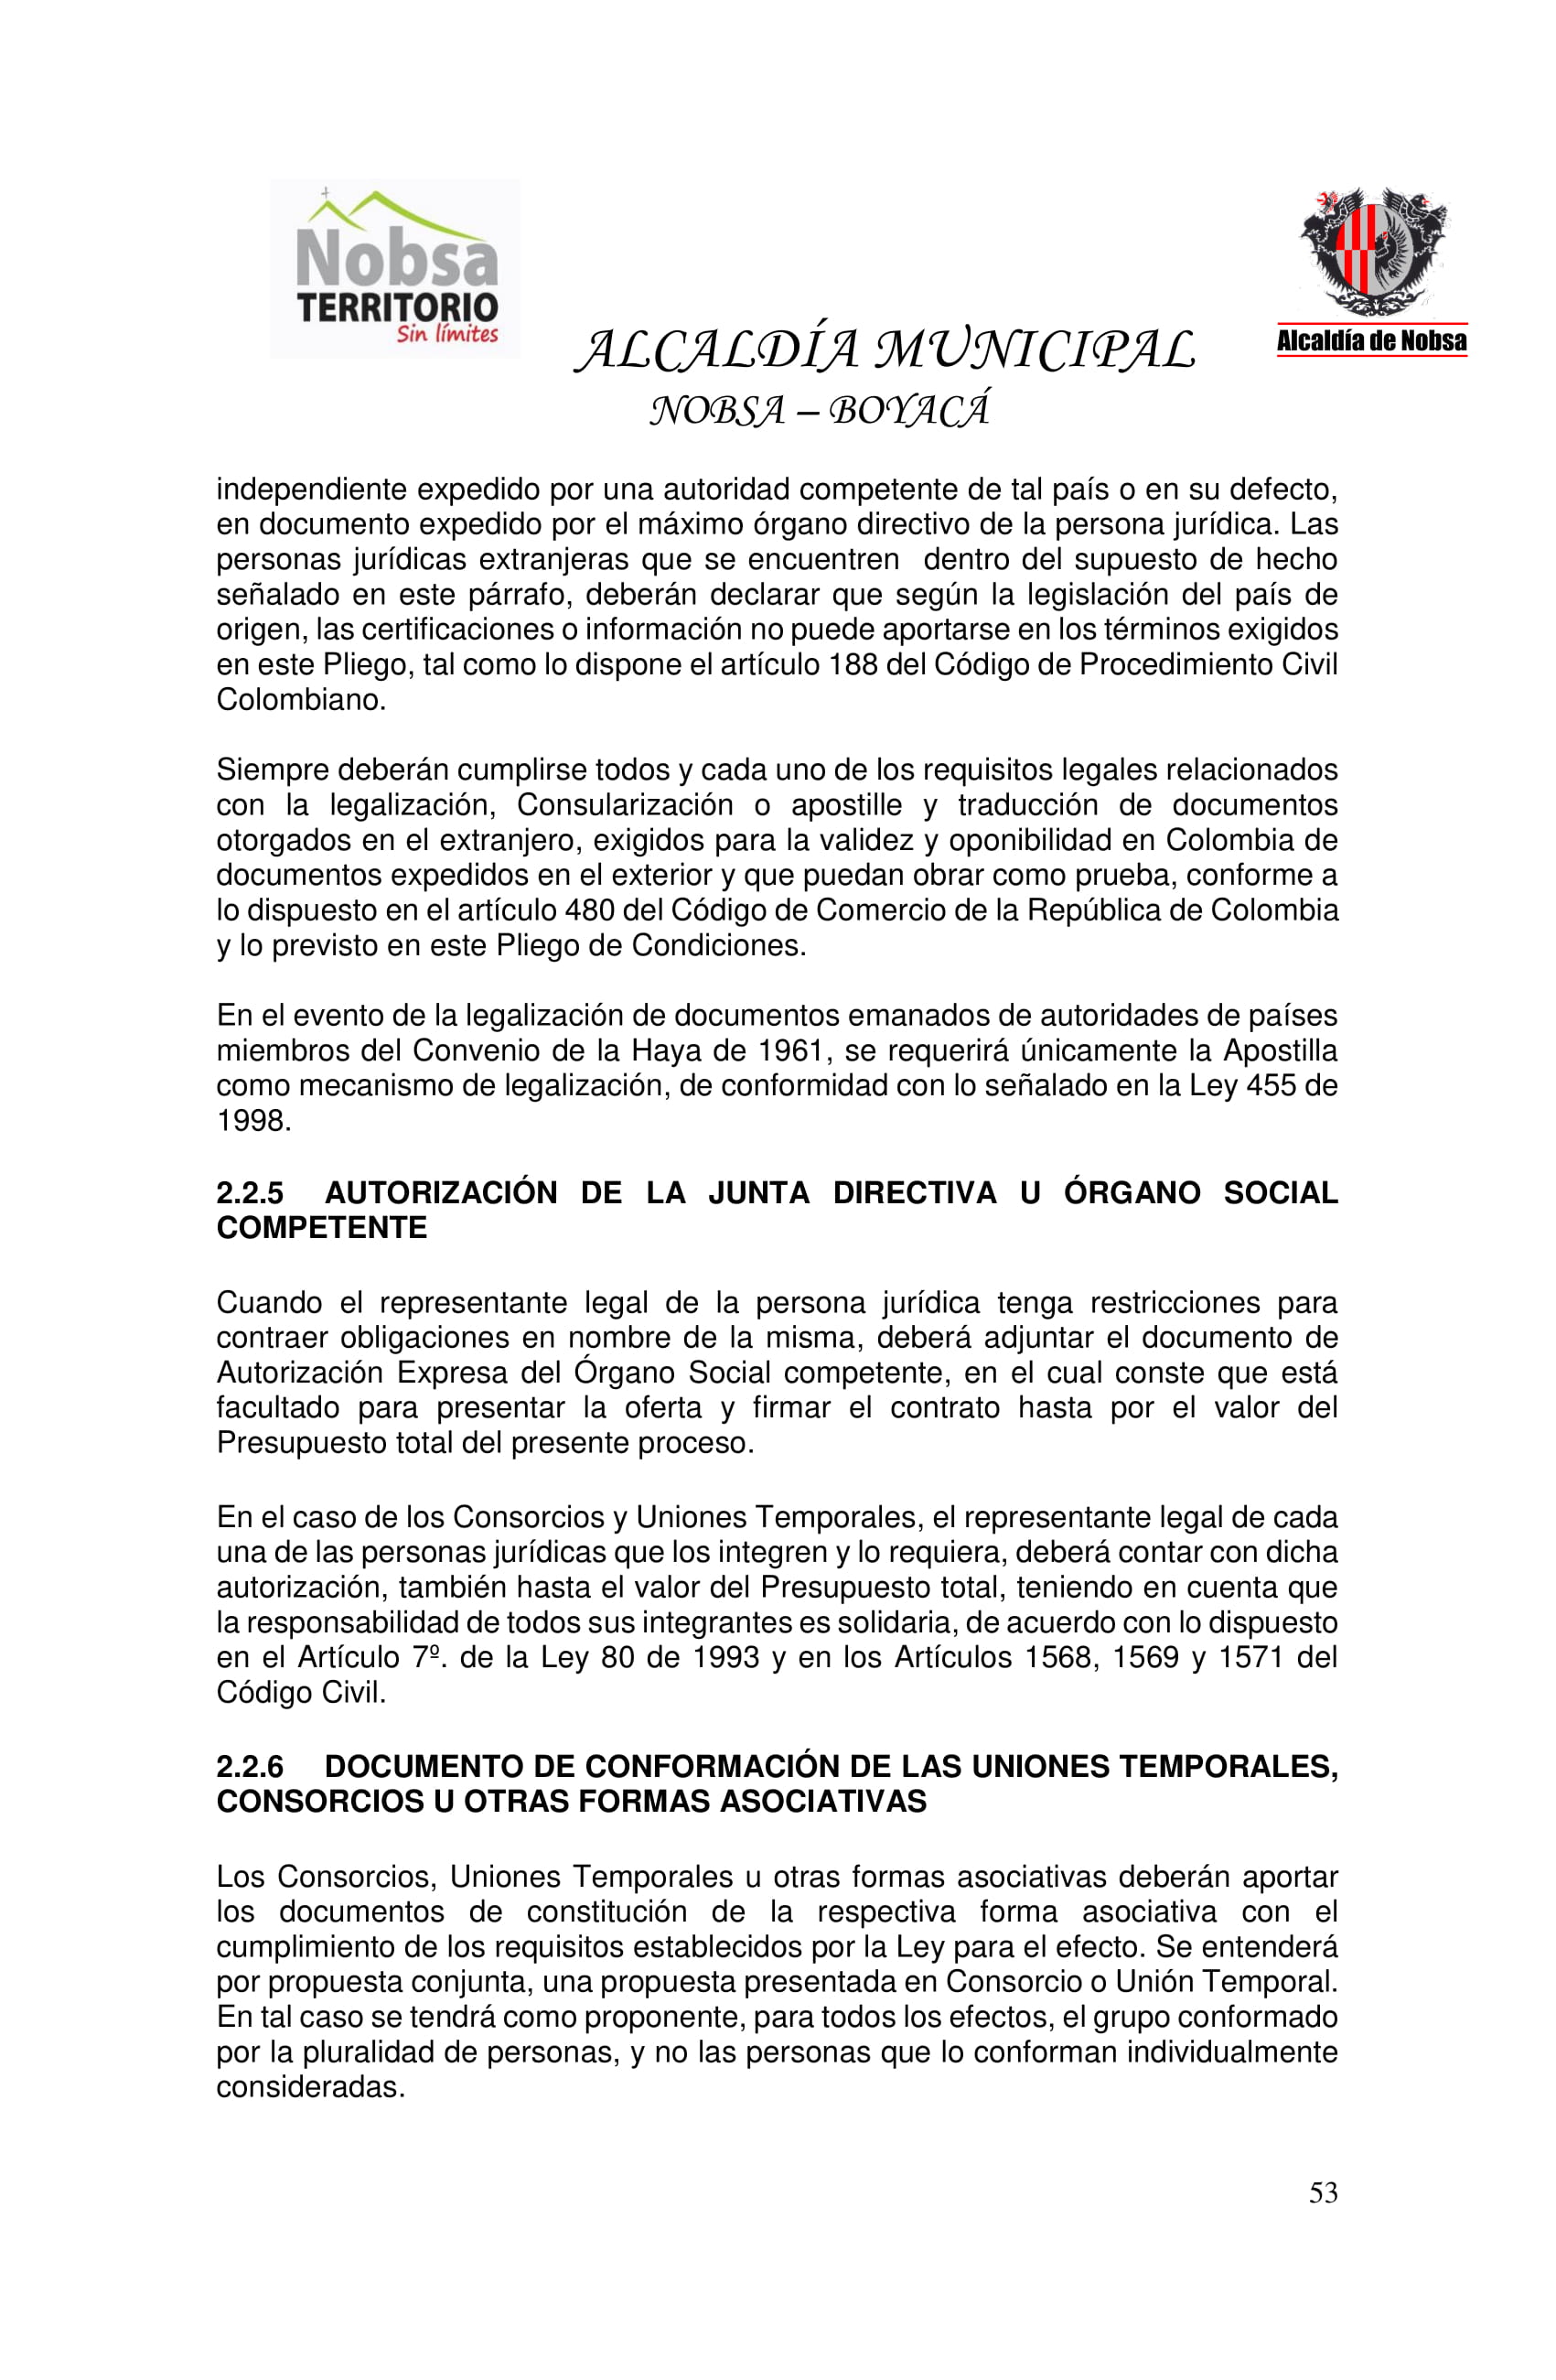 Nobsa
TERRITORIO
Sin límites
Alcaldía de Nobsa
ALCALDÍA MUNICIPAL
NOBSA – BOYACÁ
independiente expedido por una autoridad competente de tal país o en su defecto,
en documento expedido por el máximo órgano directivo de la persona jurídica. Las
personas jurídicas extranjeras que se encuentren dentro del supuesto de hecho
señalado en este párrafo, deberán declarar que según la legislación del país de
origen, las certificaciones o información no puede aportarse en los términos exigidos
en este Pliego, tal como lo dispone el artículo 188 del Código de Procedimiento Civil
Colombiano.
Siempre deberán cumplirse todos y cada uno de los requisitos legales relacionados
con la legalización, Consularización o apostille y traducción de documentos
otorgados en el extranjero, exigidos para la validez y oponibilidad en Colombia de
documentos expedidos en el exterior y que puedan obrar como prueba, conforme a
lo dispuesto en el artículo 480 del Código de Comercio de la República de Colombia
y lo previsto en este Pliego de Condiciones.
En el evento de la legalización de documentos emanados de autoridades de países
miembros del Convenio de la Haya de 1961, se requerirá únicamente la Apostilla
como mecanismo de legalización, de conformidad con lo señalado en la Ley 455 de
1998.
2.2.5 AUTORIZACIÓN DE LA JUNTA DIRECTIVA U ÓRGANO SOCIAL
COMPETENTE
Cuando el representante legal de la persona jurídica tenga restricciones para
contraer obligaciones en nombre de la misma, deberá adjuntar el documento de
Autorización Expresa del Órgano Social competente, en el cual conste que está
facultado para presentar la oferta y firmar el contrato hasta por el valor del
Presupuesto total del presente proceso.
En el caso de los Consorcios y Uniones Temporales, el representante legal de cada
una de las personas jurídicas que los integren y lo requiera, deberá contar con dicha
autorización, también hasta el valor del Presupuesto total, teniendo en cuenta que
la responsabilidad de todos sus integrantes es solidaria, de acuerdo con lo dispuesto
en el Artículo 7º. de la Ley 80 de 1993 y en los Artículos 1568, 1569 y 1571 del
Código Civil.
2.2.6 DOCUMENTO DE CONFORMACIÓN DE LAS UNIONES TEMPORALES,
CONSORCIOS U OTRAS FORMAS ASOCIATIVAS
Los Consorcios, Uniones Temporales u otras formas asociativas deberán aportar
los documentos de constitución de la respectiva forma asociativa con el
cumplimiento de los requisitos establecidos por la Ley para el efecto. Se entenderá
por propuesta conjunta, una propuesta presentada en Consorcio o Unión Temporal.
En tal caso se tendrá como proponente, para todos los efectos, el grupo conformado
por la pluralidad de personas, y no las personas que lo conforman individualmente
consideradas.
53